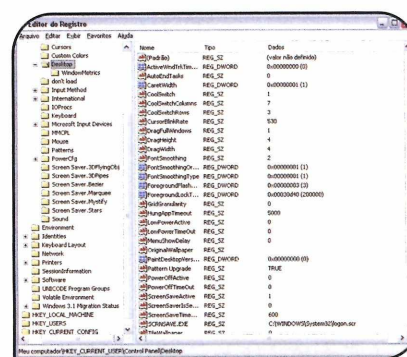 Editor do Registro
Arquivo Editar Exibir Favoritos Ajuda
Cursors
Custom Colors
Desktop
WindowMetrics
don't load
Input Method
International
IOProcs
Keyboard
Microsoft Input Devices
MMCPL
Mouse
Patterns
PowerCfg
Screen Saver.3DFlyingObj
Screen Saver.3DPipes
Screen Saver.Bezier
Screen Saver.Marquee
Screen Saver.Mystify
Screen Saver.Stars
Sound
Environment
Identities
Keyboard Layout
Network
Printers
SessionInformation
Software
UNICODE Program Groups
Volatile Environment
Windows 3.1 Migration Status
HKEY_LOCAL_MACHINE
HKEY_USERS
HKEY_CURRENT_CONFIG
Nome Tipo Dados
(Padrão) REG_SZ (valor não definido)
ActiveWndTrkTim... REG_DWORD 0x00000000 (0)
AutoEndTasks REG_SZ 0
CaretWidth REG_DWORD 0x00000001 (1)
CoolSwitch REG_SZ 1
CoolSwitchColumns REG_SZ 7
CoolSwitchRows REG_SZ 3
CursorBlinkRate REG_SZ 530
DragFullWindows REG_SZ 1
DragHeight REG_SZ 4
DragWidth REG_SZ 4
FontSmoothing REG_SZ 2
FontSmoothingOr... REG_DWORD 0x00000001 (1)
FontSmoothingType REG_DWORD 0x00000001 (1)
ForegroundFlash... REG_DWORD 0x00000003 (3)
ForegroundLockT... REG_DWORD 0x00030d40 (200000)
GridGranularity REG_SZ 0
HungAppTimeout REG_SZ 5000
LowPowerActive REG_SZ 0
LowPowerTimeOut REG_SZ 0
MenuShowDelay REG_SZ 0
OriginalWallpaper REG_SZ
PaintDesktopVers... REG_DWORD 0x00000000 (0)
Pattern Upgrade REG_SZ TRUE
PowerOffActive REG_SZ 0
PowerOffTimeOut REG_SZ 0
ScreenSaveActive REG_SZ 1
ScreenSaverIsSe... REG_SZ 0
ScreenSaveTime... REG_SZ 600
SCRNSAVE.EXE REG_SZ C:\WINDOWS\System32\logon.scr
Meu computador\HKEY_CURRENT_USER\Control Panel\Desktop